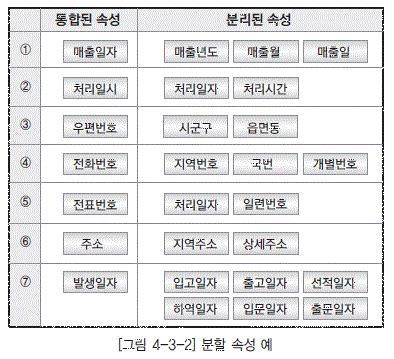 통합된 속성 분리된 속성
① 매출일자 매출년도 매출월 매출일
② 처리일시 처리일자 처리시간
③ 우편번호 시군구 읍면동
④ 전화번호 지역번호 국번 개별번호
⑤ 전표번호 처리일자 일련번호
⑥ 주소 지역주소 상세주소
⑦ 발생일자 입고일자 출고일자 선적일자
하역일자 입문일자 출문일자
[그림 4-3-2] 분할 속성 예